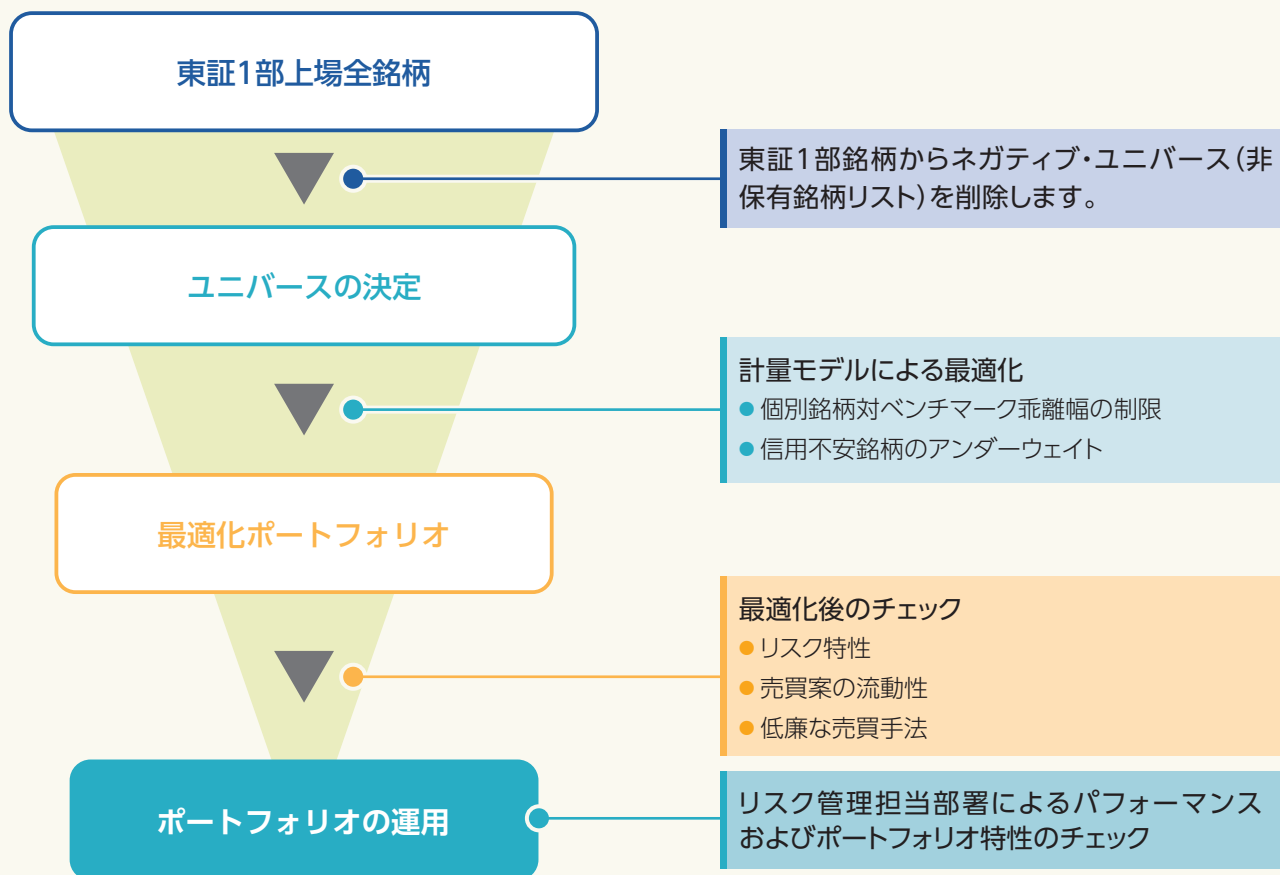 東証1部上場全銘柄
東証1部銘柄からネガティブ・ユニバース(非
保有銘柄リスト)を削除します。
ユニバースの決定
計量モデルによる最適化
● 個別銘柄対ベンチマーク乖離幅の制限
● 信用不安銘柄のアンダーウェイト
最適化ポートフォリオ
最適化後のチェック
● リスク特性
● 売買案の流動性
● 低廉な売買手法
ポートフォリオの運用
リスク管理担当部署によるパフォーマンス
およびポートフォリオ特性のチェック